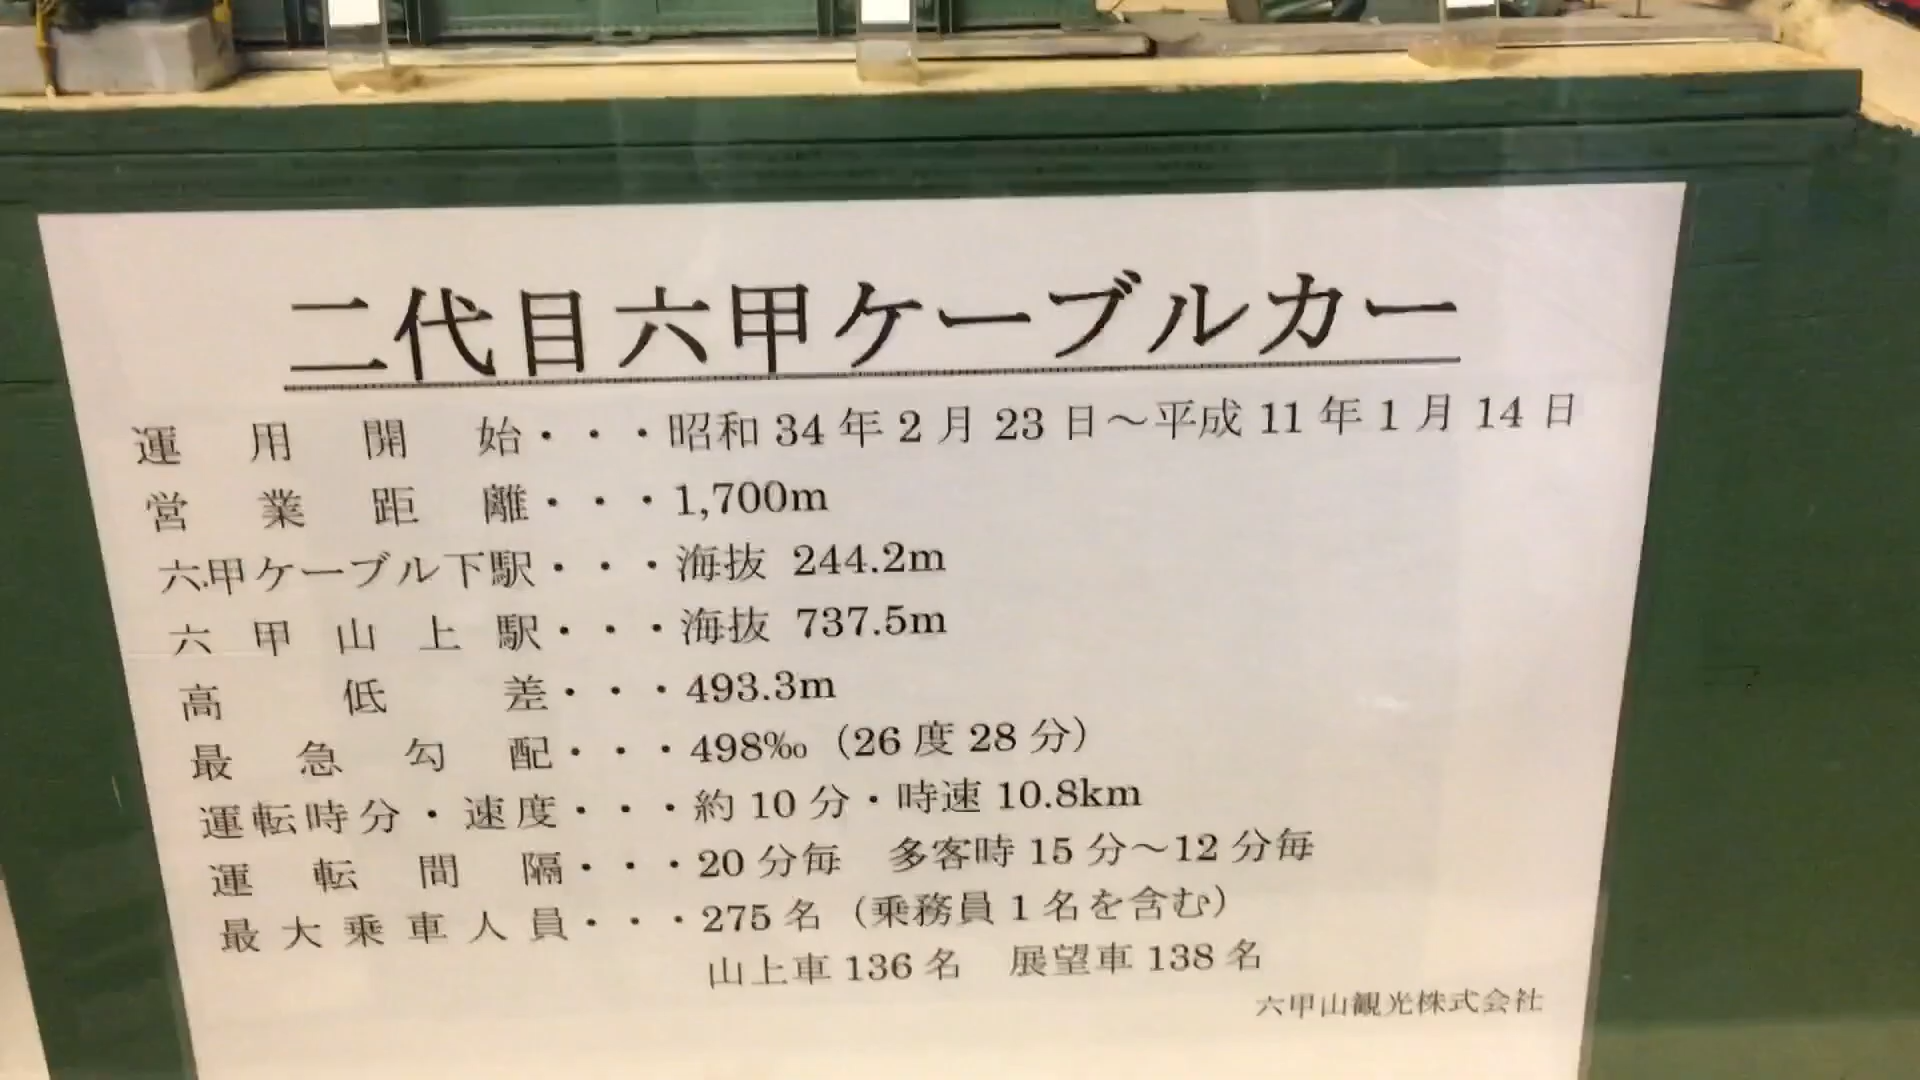 二代目六甲ケーブルカー
運用開始・・・昭和34年2月23日～平成11年1月14日
営業距離・・・1,700m
六甲ケーブル下駅・・・海抜 244.2m
六甲山上駅・・・海抜 737.5m
高低差・・・493.3m
最急勾配・・・498‰（26度28分）
運転時分・速度・・・約10分・時速10.8km
運転間隔・・・20分毎　多客時15分～12分毎
最大乗車人員・・・275名（乗務員1名を含む）
山上車136名　展望車138名
六甲山観光株式会社